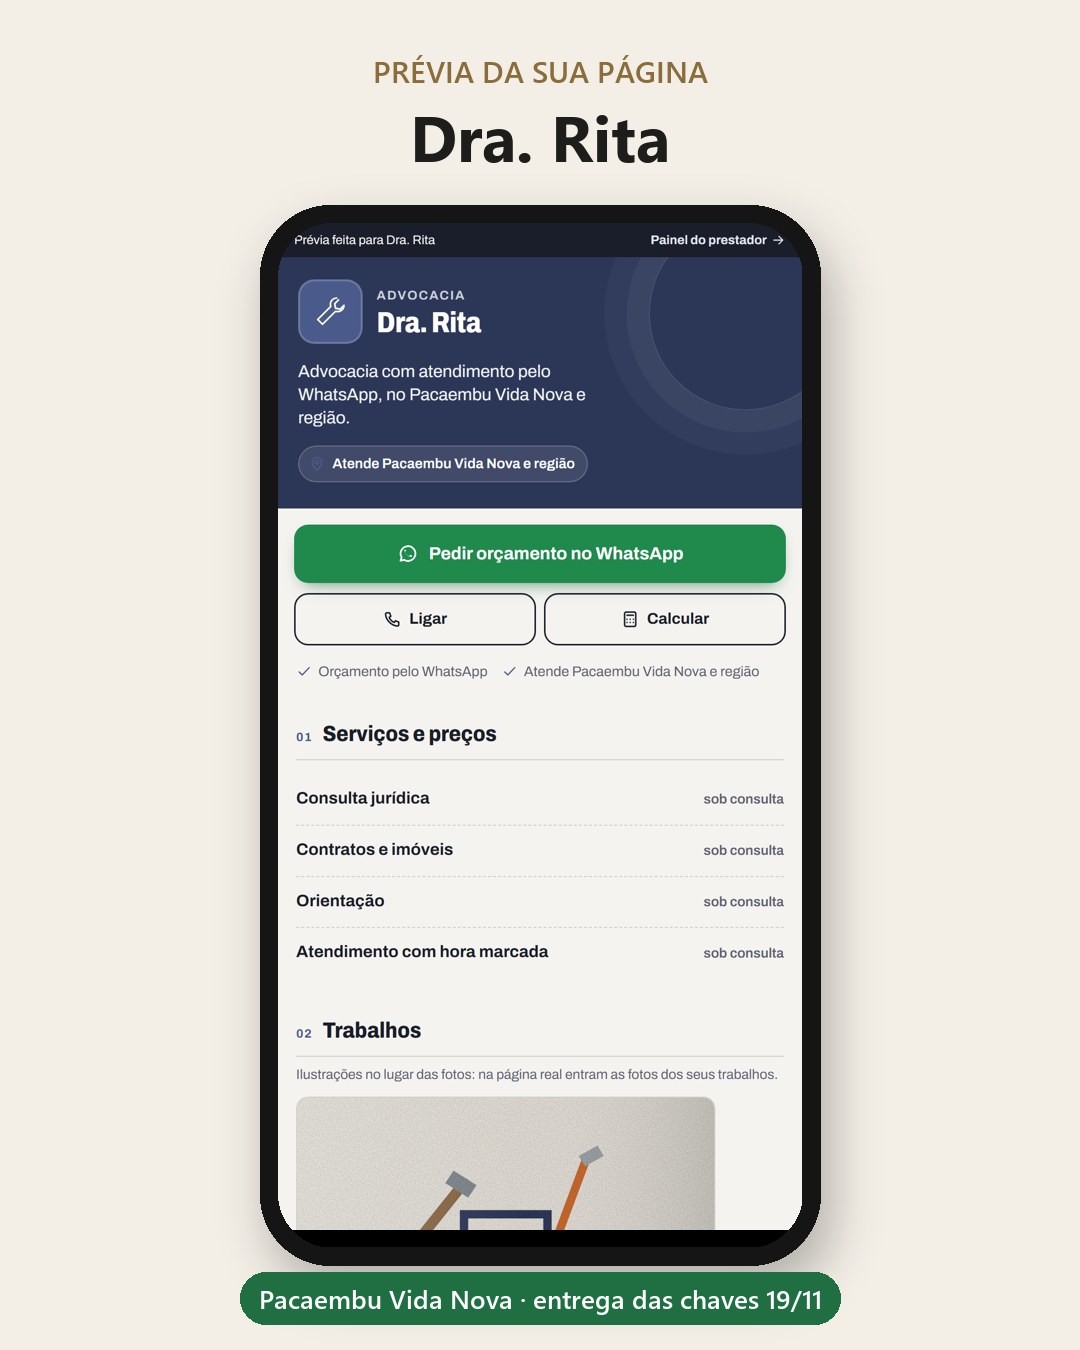 PRÉVIA DA SUA PÁGINA
Dra. Rita
Prévia feita para Dra. Rita
Painel do prestador →
ADVOCACIA
Dra. Rita
Advocacia com atendimento pelo
WhatsApp, no Pacaembu Vida Nova e
região.
Atende Pacaembu Vida Nova e região
Pedir orçamento no WhatsApp
Ligar
Calcular
Orçamento pelo WhatsApp
Atende Pacaembu Vida Nova e região
01 Serviços e preços
Consulta jurídica sob consulta
Contratos e imóveis sob consulta
Orientação sob consulta
Atendimento com hora marcada sob consulta
02 Trabalhos
Ilustrações no lugar das fotos: na página real entram as fotos dos seus trabalhos.
Pacaembu Vida Nova · entrega das chaves 19/11